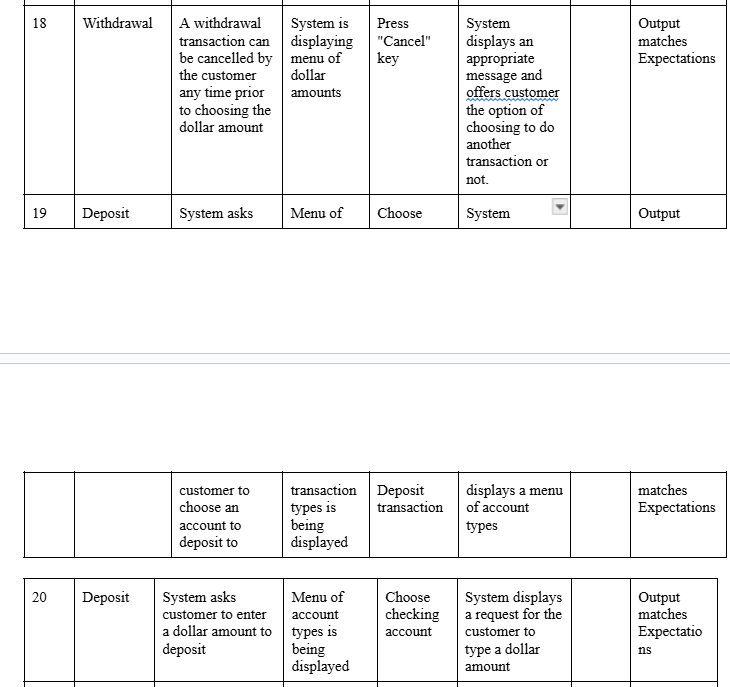 18
Withdrawal
A withdrawal
transaction can
be cancelled by
the customer
any time prior
to choosing the
dollar amount
System is
displaying
menu of
dollar
amounts
Press
"Cancel"
key
System
displays an
appropriate
message and
offers customer
the option of
choosing to do
another
transaction or
not.
Output
matches
Expectations
19
Deposit
System asks
Menu of
Choose
System
Output
customer to
choose an
account to
deposit to
transaction
types is
being
displayed
Deposit
transaction
displays a menu
of account
types
matches
Expectations
20
Deposit
System asks
customer to enter
a dollar amount to
deposit
Menu of
account
types is
being
displayed
Choose
checking
account
System displays
a request for the
customer to
type a dollar
amount
Output
matches
Expectatio
ns